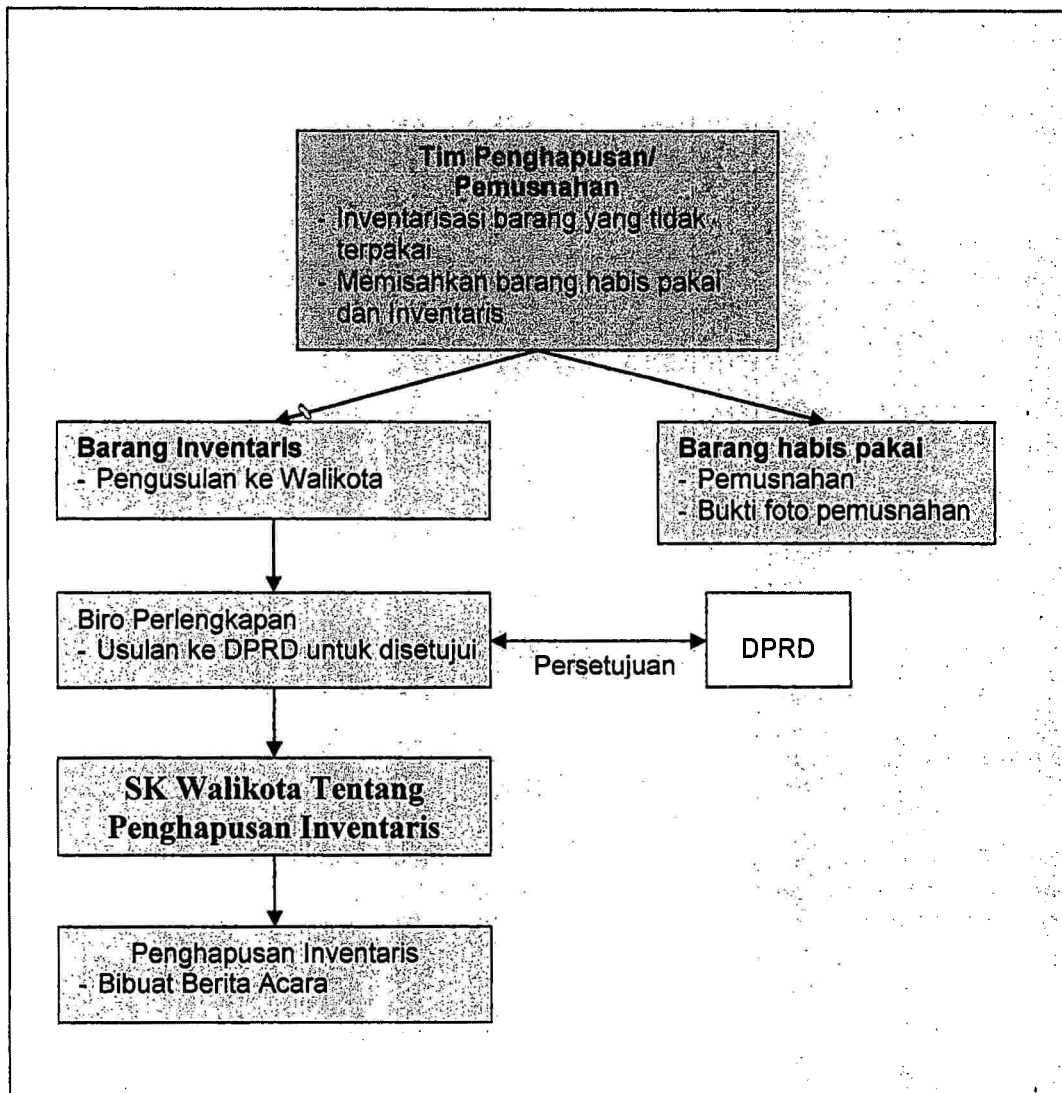 Tim Penghapusan/
Pemusnahan
- Inventarisasi barang yang tidak
terpakai
- Memisahkan barang habis pakai
dan Inventaris
Barang Inventaris
- Pengusulan ke Walikota
Barang habis pakai
- Pemusnahan
- Bukti foto pemusnahan
Biro Perlengkapan
- Usulan ke DPRD untuk disetujui
Persetujuan
DPRD
SK Walikota Tentang
Penghapusan Inventaris
Penghapusan Inventaris
- Bibuat Berita Acara